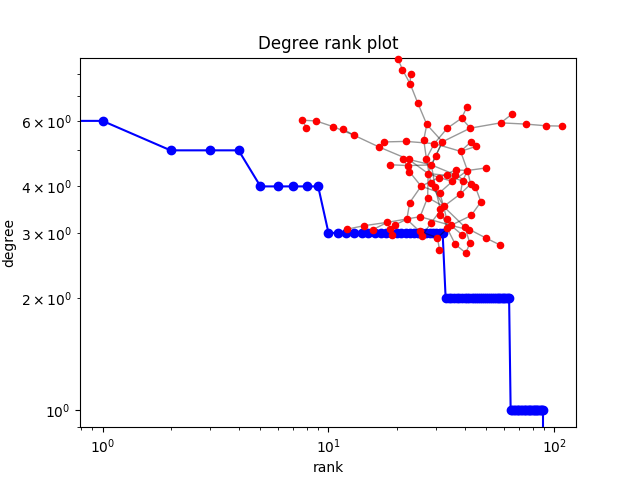 Degree rank plot
degree
6 × 10⁰
4 × 10⁰
3 × 10⁰
2 × 10⁰
10⁰
10⁰ 10¹ 10²
rank